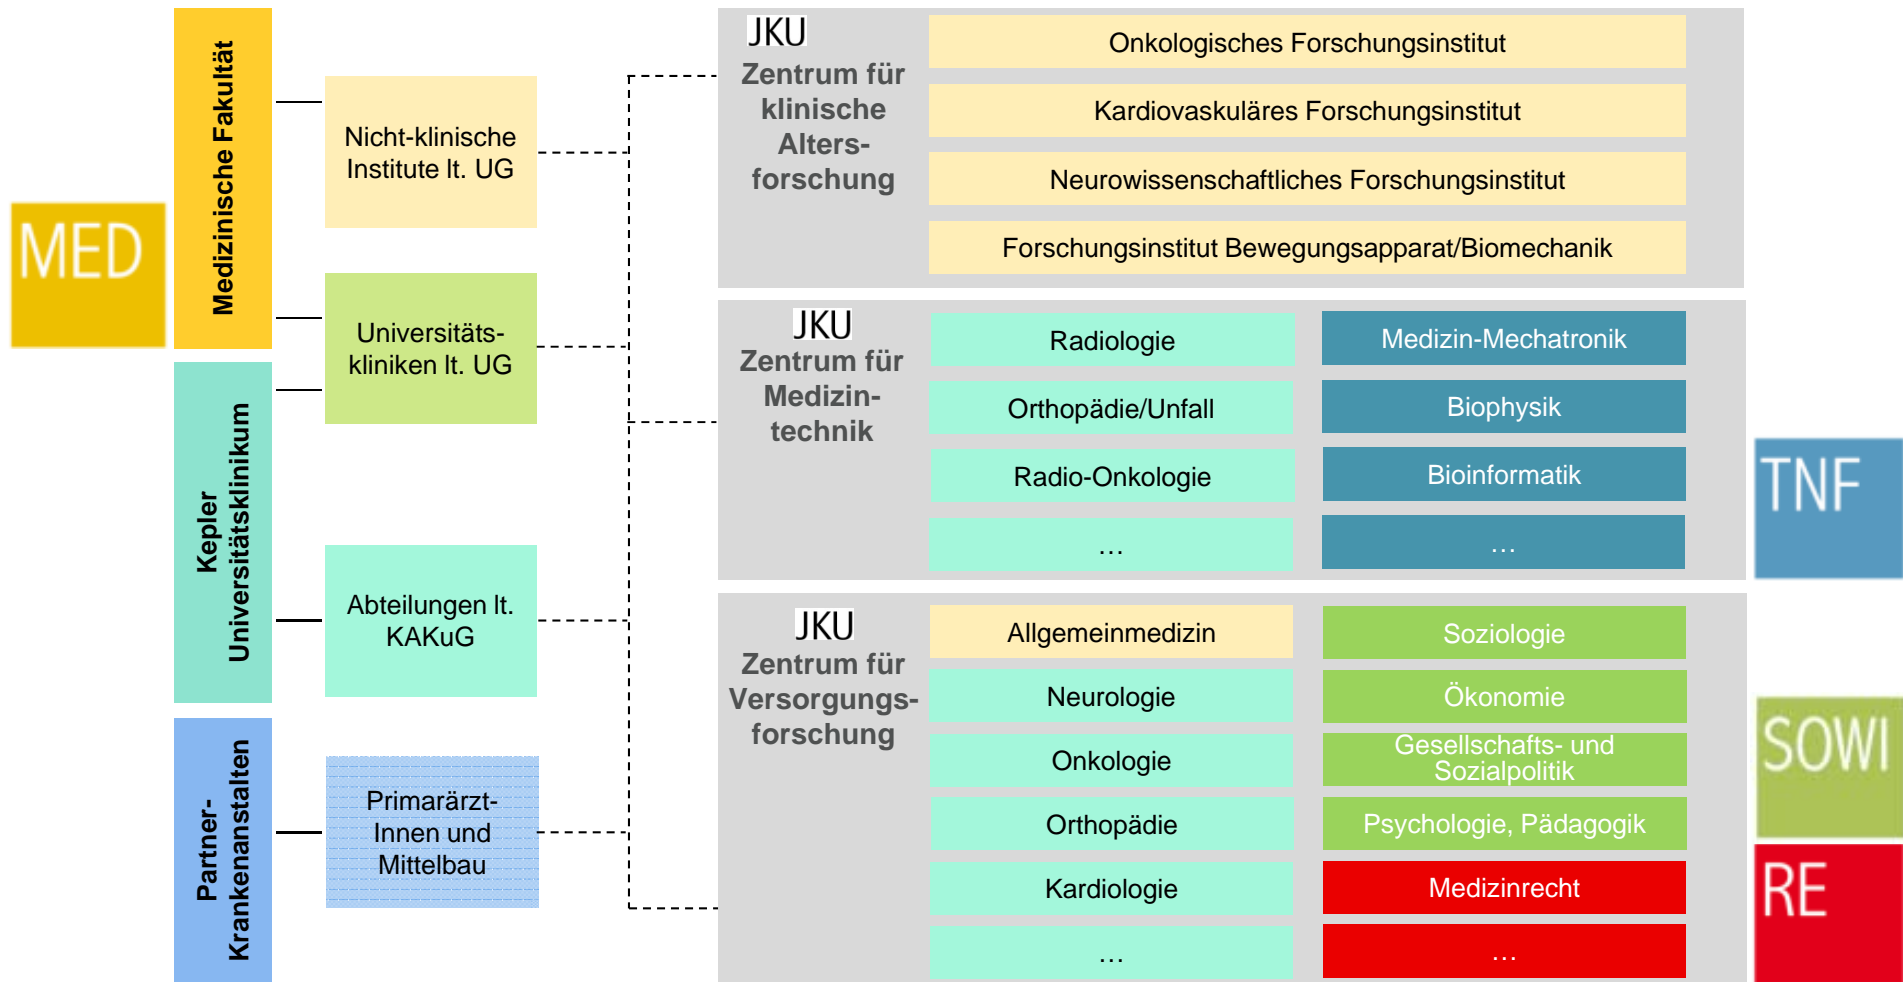 MED
Medizinische Fakultät
Kepler
Universitätsklinikum
Partner-
Krankenanstalten
Nicht-klinische
Institute lt. UG
Universitäts-
kliniken lt. UG
Abteilungen lt.
KAKuG
Primarärzt-
Innen und
Mittelbau
JKU
Zentrum für
klinische
Alters-
forschung
Onkologisches Forschungsinstitut
Kardiovaskuläres Forschungsinstitut
Neurowissenschaftliches Forschungsinstitut
Forschungsinstitut Bewegungsapparat/Biomechanik
JKU
Zentrum für
Medizin-
technik
Radiologie
Orthopädie/Unfall
Radio-Onkologie
…
Medizin-Mechatronik
Biophysik
Bioinformatik
…
TNF
JKU
Zentrum für
Versorgungs-
forschung
Allgemeinmedizin
Neurologie
Onkologie
Orthopädie
Kardiologie
…
Soziologie
Ökonomie
Gesellschafts- und
Sozialpolitik
Psychologie, Pädagogik
Medizinrecht
…
SOWI
RE